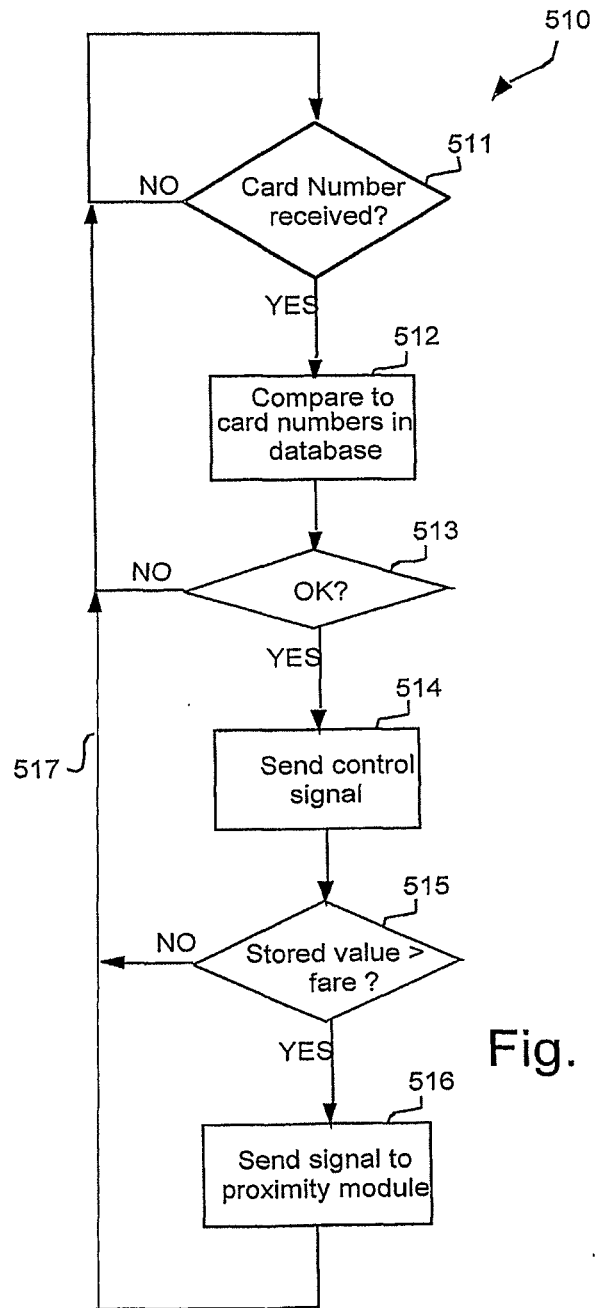 510
511
NO
Card Number
received?
YES
512
Compare to
card numbers in
database
513
NO
OK?
YES
514
517
Send control
signal
515
NO
Stored value >
fare ?
YES
Fig.
516
Send signal to
proximity module